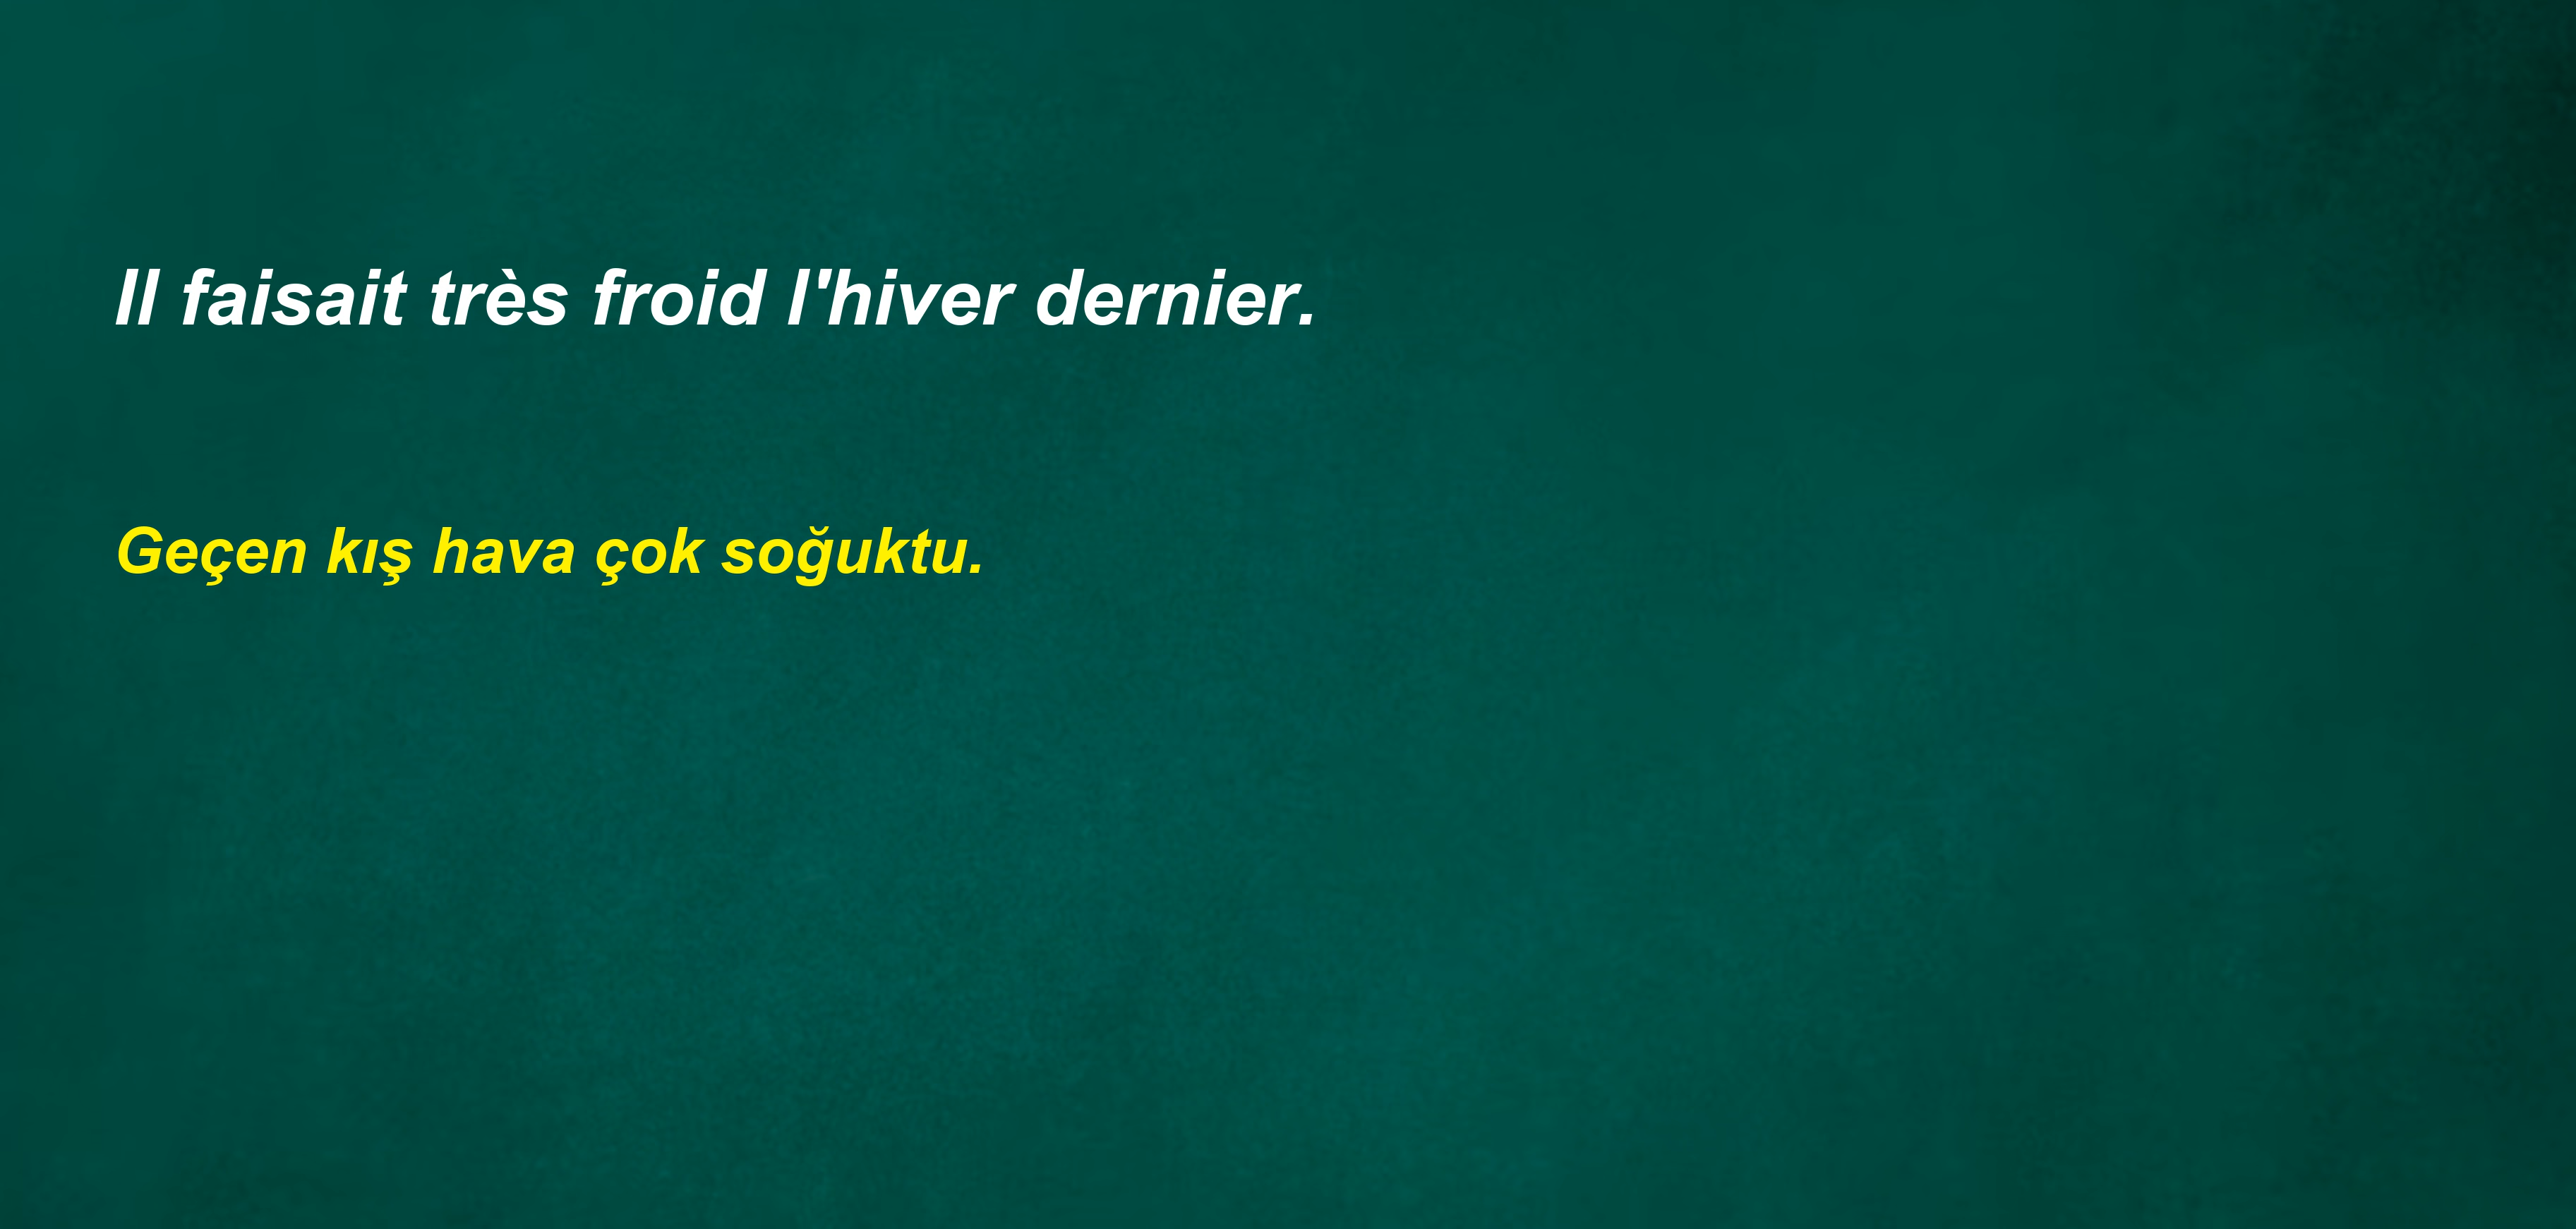 Il faisait très froid l'hiver dernier.
Geçen kış hava çok soğuktu.